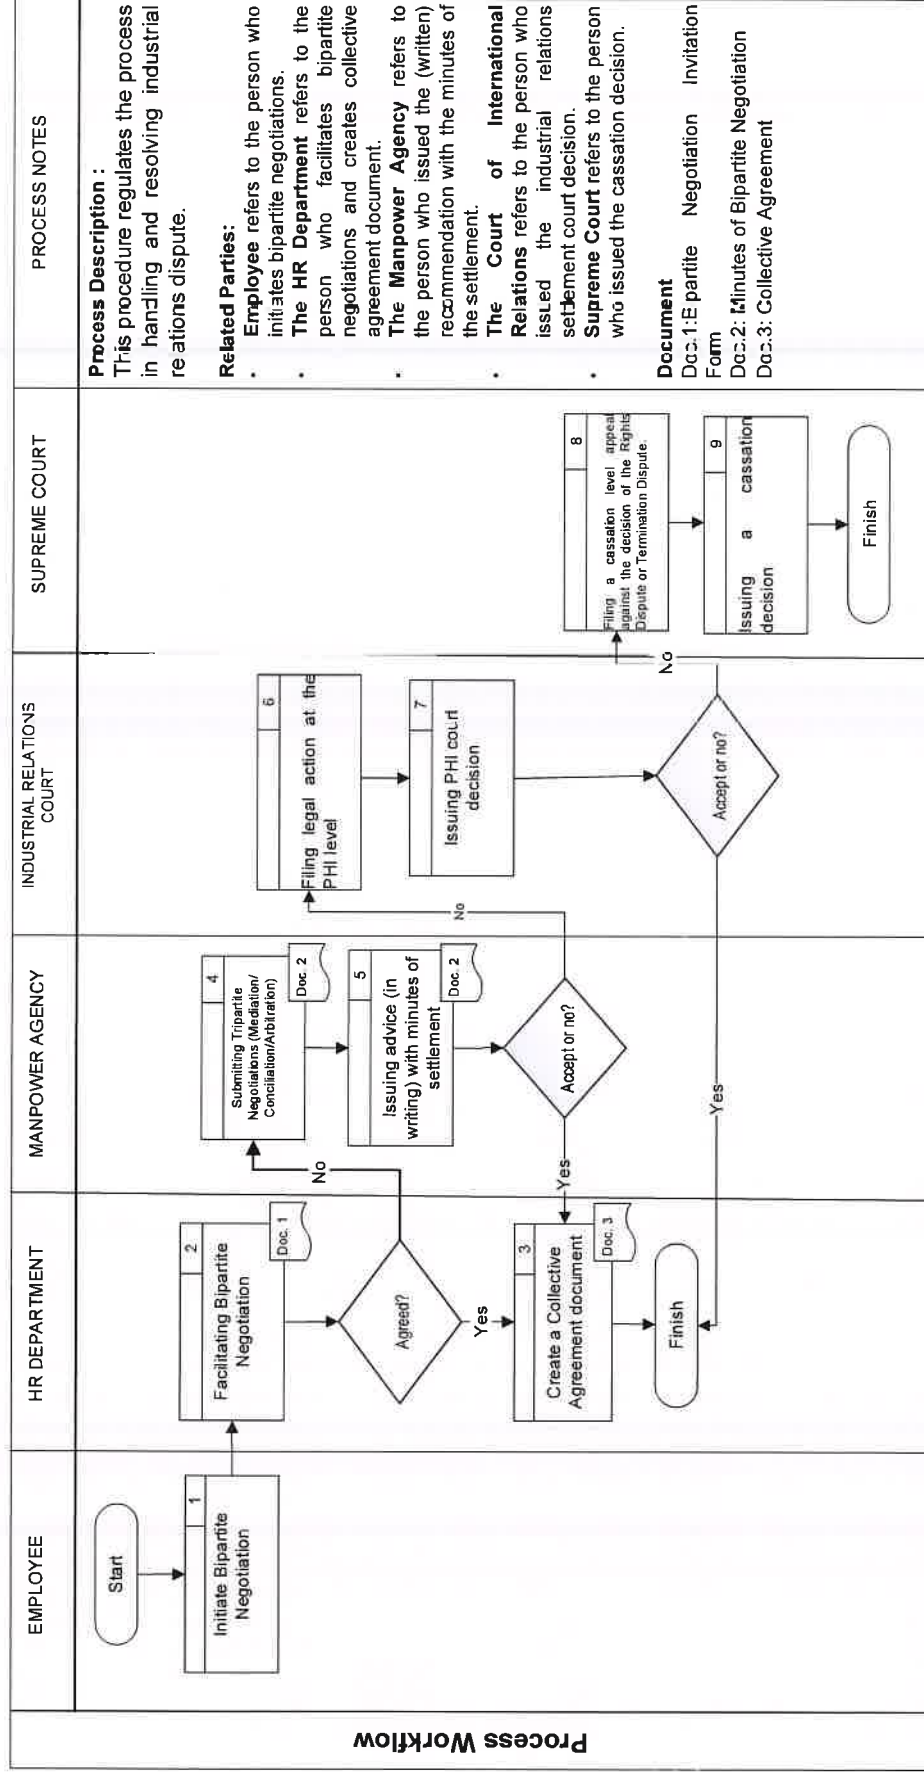 Process Workflow
EMPLOYEE
HR DEPARTMENT
MANPOWER AGENCY
INDUSTRIAL RELATIONS
COURT
SUPREME COURT
PROCESS NOTES
Start
1
Initiate Bipartite
Negotiation
2
Facilitating Bipartite
Negotiation
Doc. 1
Agreed?
No
Yes
3
Create a Collective
Agreement document
Doc. 3
Finish
4
Submitting Tripartite
Negotiations (Mediation/
Conciliation/Arbitration)
Doc. 2
5
Issuing advice (in
writing) with minutes of
settlement
Doc. 2
Accept or no?
Yes
No
6
Filing legal action at the
PHI level
7
Issuing PHI court
decision
Accept or no?
Yes
No
8
Filing a cassation level appeal
against the decision of the Rights
Dispute or Termination Dispute.
9
Issuing a cassation
decision
Finish
Process Description :
This procedure regulates the process
in handling and resolving industrial
relations dispute.
Related Parties:
• Employee refers to the person who
initiates bipartite negotiations.
• The HR Department refers to the
person who facilitates bipartite
negotiations and creates collective
agreement document.
• The Manpower Agency refers to
the person who issued the (written)
recommendation with the minutes of
the settlement.
• The Court of International
Relations refers to the person who
issued the industrial relations
settlement court decision.
• Supreme Court refers to the person
who issued the cassation decision.
Document
Doc.1: Negotiation Invitation
Form
Doc.2: Minutes of Bipartite Negotiation
Doc.3: Collective Agreement